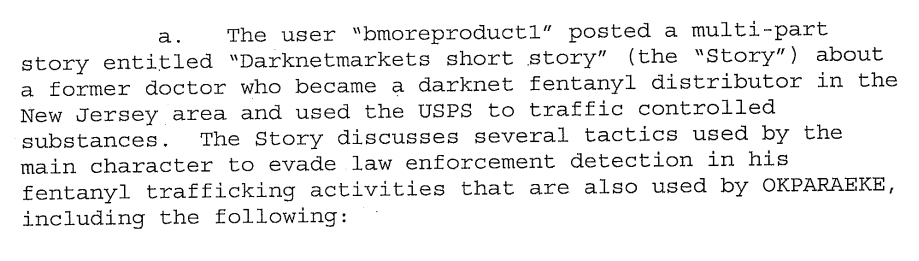 a. The user "bmoreproduct1" posted a multi-part
story entitled "Darknetmarkets short story" (the "Story") about
a former doctor who became a darknet fentanyl distributor in the
New Jersey area and used the USPS to traffic controlled
substances. The Story discusses several tactics used by the
main character to evade law enforcement detection in his
fentanyl trafficking activities that are also used by OKPARAEKE,
including the following: